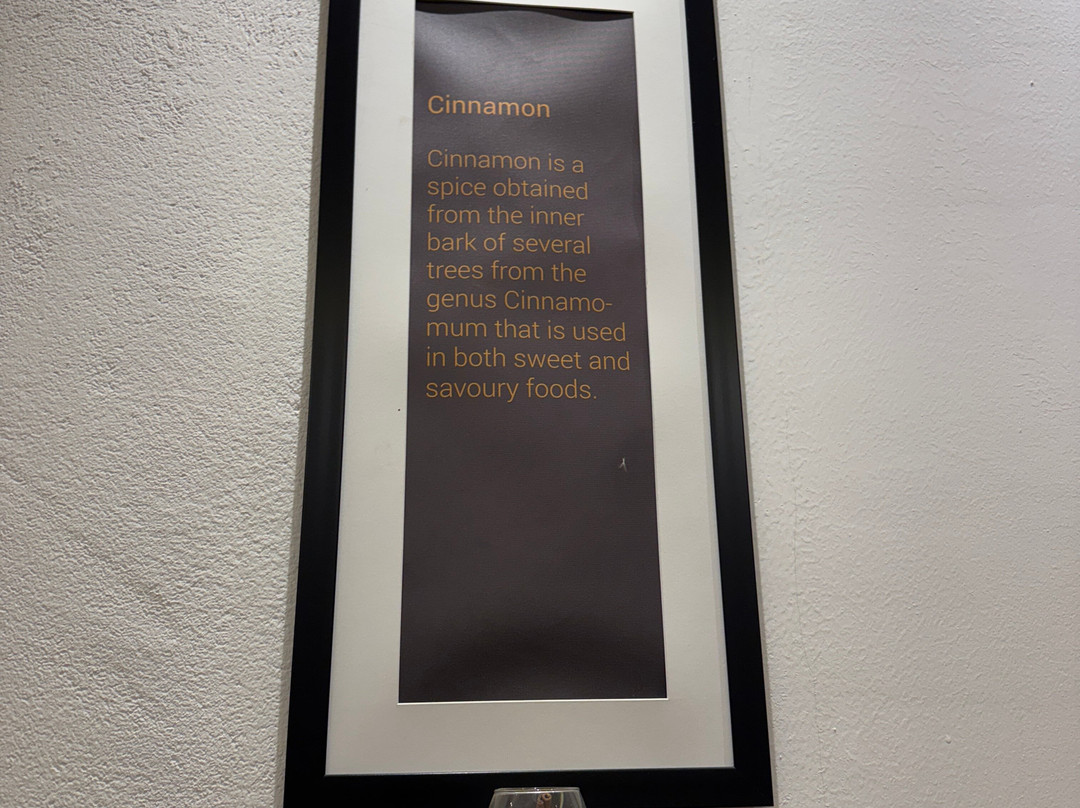 Cinnamon
Cinnamon is a
spice obtained
from the inner
bark of several
trees from the
genus Cinnamo-
mum that is used
in both sweet and
savoury foods.